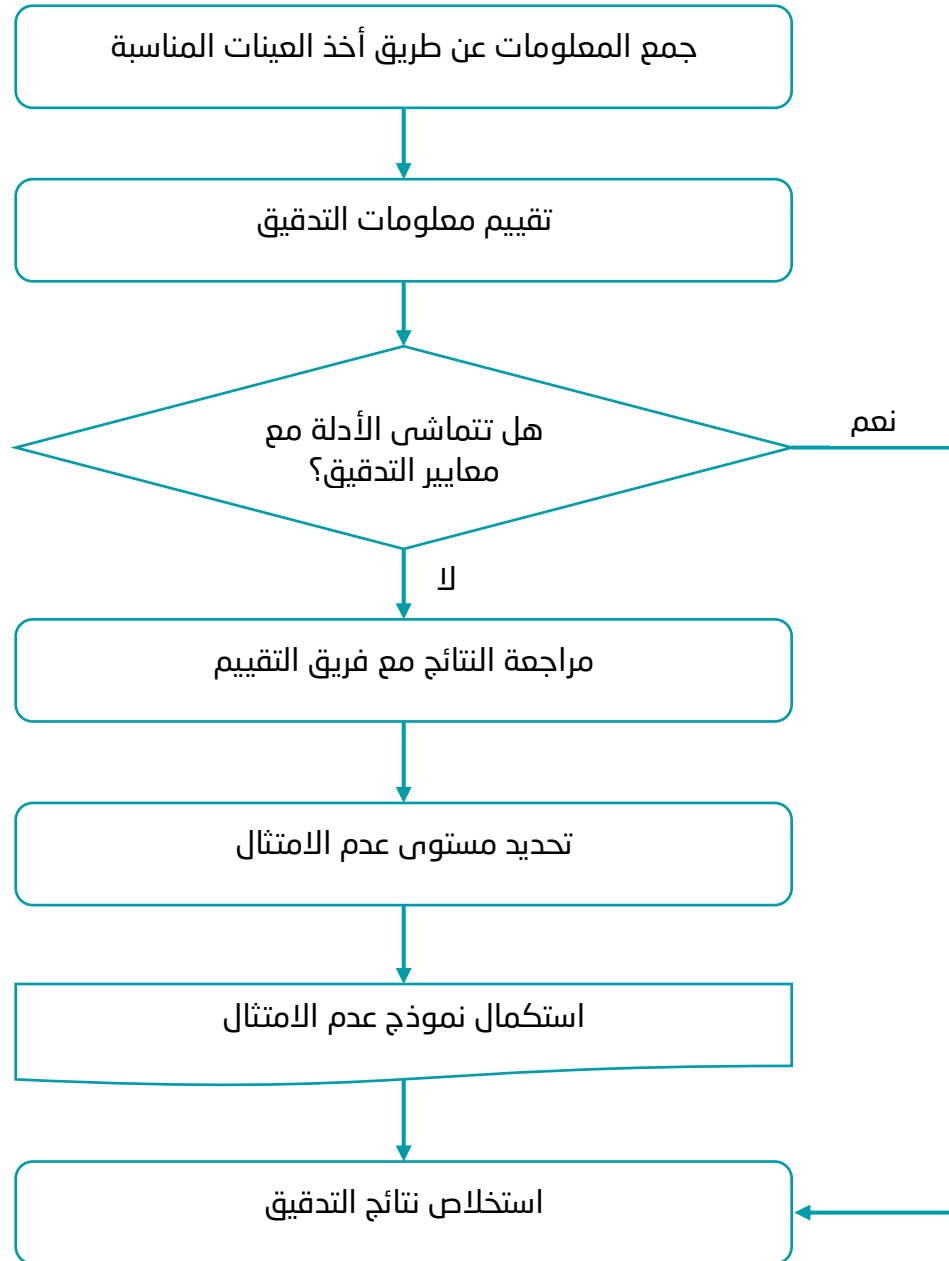 جمع المعلومات عن طريق أخذ العينات المناسبة
تقييم معلومات التدقيق
هل تتماشى الأدلة مع
معايير التدقيق؟
نعم
لا
مراجعة النتائج مع فريق التقييم
تحديد مستوى عدم الامتثال
استكمال نموذج عدم الامتثال
استخلاص نتائج التدقيق